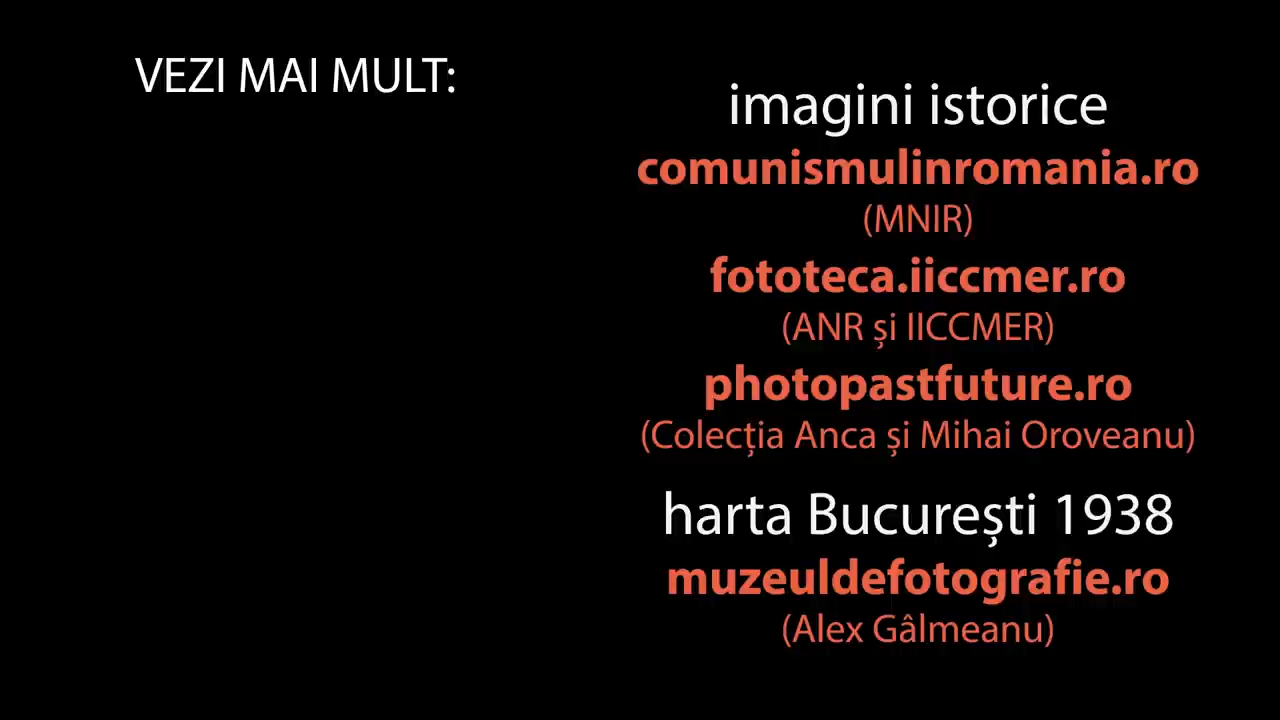 VEZI MAI MULT:
imagini istorice
comunismulinromania.ro
(MNIR)
fototeca.iiccmer.ro
(ANR și IICCMER)
photopastfuture.ro
(Colecția Anca și Mihai Oroveanu)
harta București 1938
muzeuldefotografie.ro
(Alex Gâlmeanu)